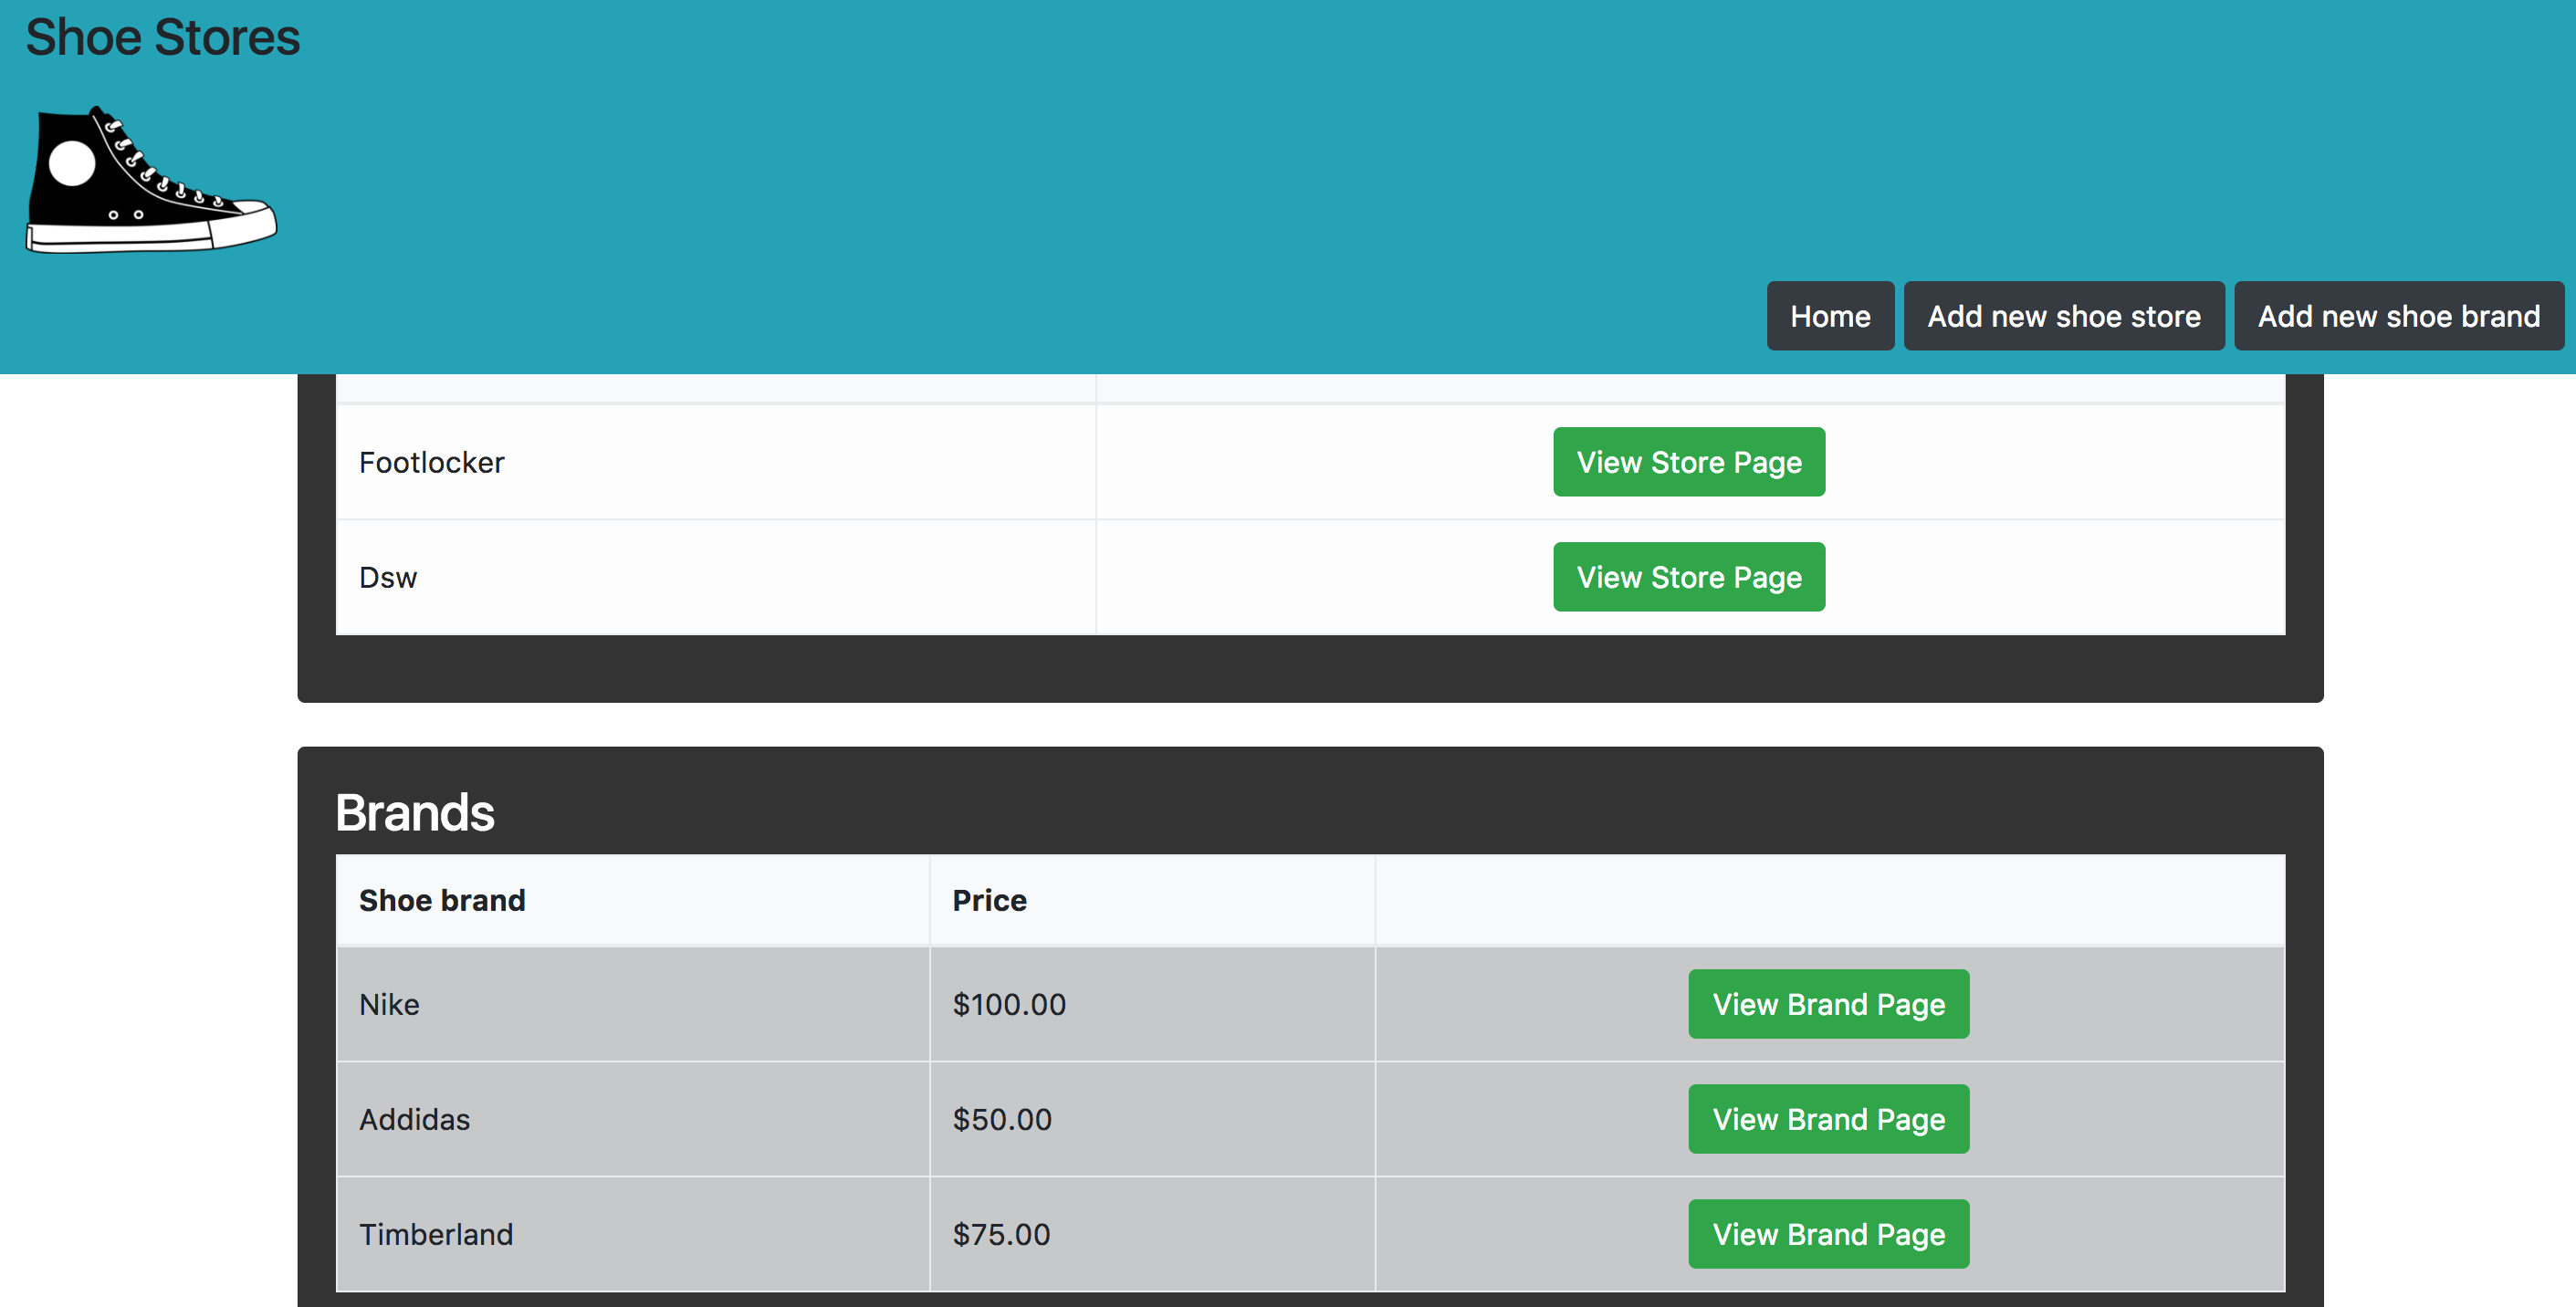 Shoe Stores
Home Add new shoe store Add new shoe brand
Footlocker View Store Page
Dsw View Store Page
Brands
Shoe brand Price
Nike $100.00 View Brand Page
Addidas $50.00 View Brand Page
Timberland $75.00 View Brand Page